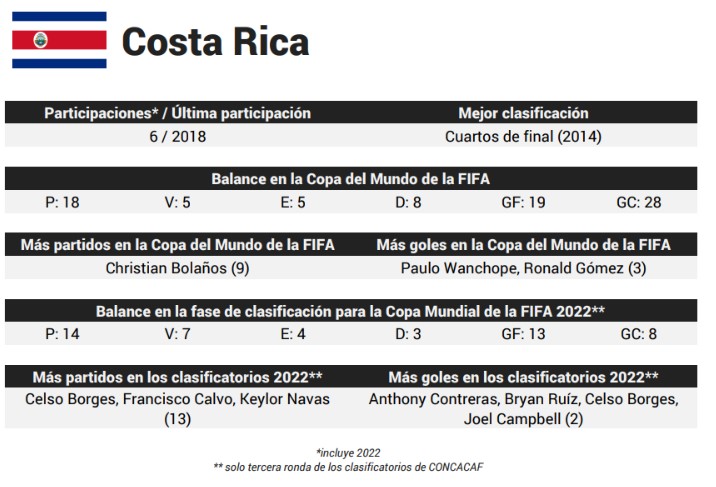 Costa Rica
Participaciones* / Última participación
Mejor clasificación
6 / 2018
Cuartos de final (2014)
Balance en la Copa del Mundo de la FIFA
P: 18 V: 5 E: 5 D: 8 GF: 19 GC: 28
Más partidos en la Copa del Mundo de la FIFA
Más goles en la Copa del Mundo de la FIFA
Christian Bolaños (9)
Paulo Wanchope, Ronald Gómez (3)
Balance en la fase de clasificación para la Copa Mundial de la FIFA 2022**
P: 14 V: 7 E: 4 D: 3 GF: 13 GC: 8
Más partidos en los clasificatorios 2022**
Más goles en los clasificatorios 2022**
Celso Borges, Francisco Calvo, Keylor Navas
(13)
Anthony Contreras, Bryan Ruíz, Celso Borges,
Joel Campbell (2)
*incluye 2022
** solo tercera ronda de los clasificatorios de CONCACAF